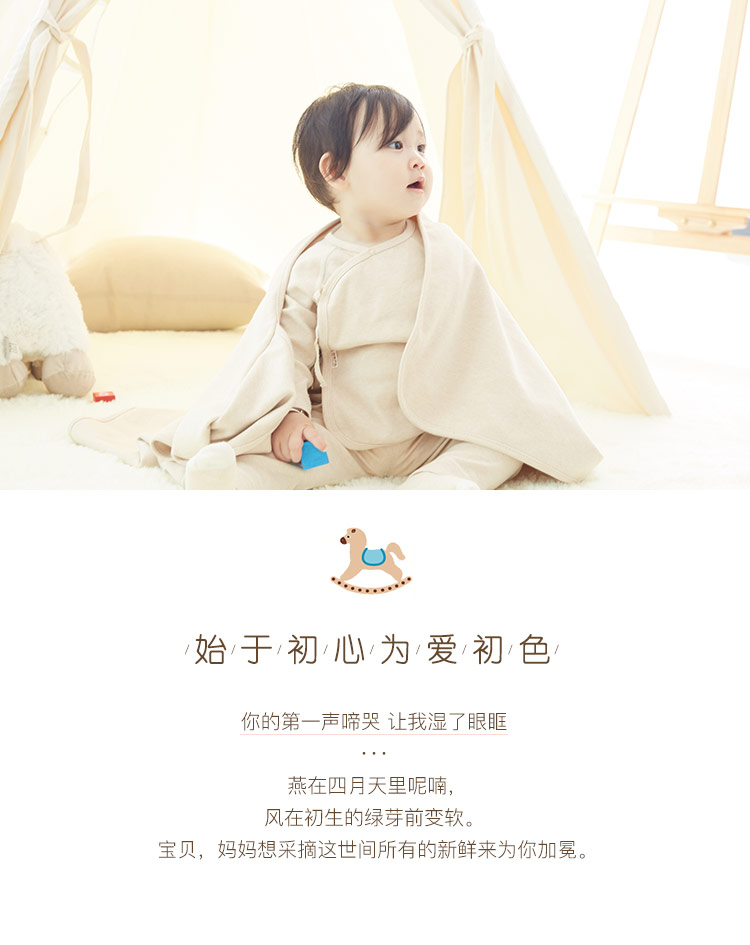 /始/于/初/心/为/爱/初/色/
你的第一声啼哭 让我湿了眼眶
...
燕在四月天里呢喃，
风在初生的绿芽前变软。
宝贝，妈妈想采摘这世间所有的新鲜来为你加冕。